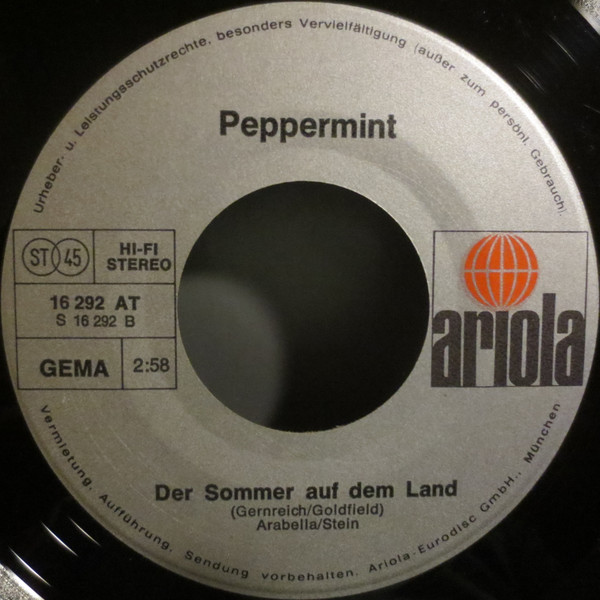 Urheber- u. Leistungsschutzrechte, besonders Vervielfältigung (außer zum persönl. Gebrauch),
Peppermint
ST 45
HI-FI
STEREO
16 292 AT
S 16 292 B
GEMA
2:58
ariola
Der Sommer auf dem Land
(Gernreich/Goldfield)
Arabella/Stein
Vermietung, Aufführung, Sendung vorbehalten. Ariola-Eurodisc GmbH., München